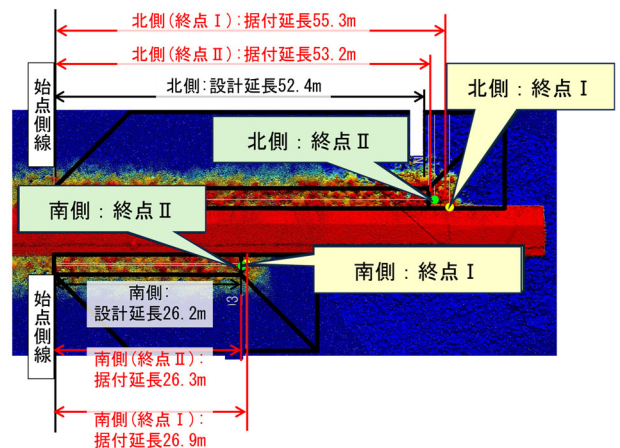 北側(終点Ⅰ):据付延長55.3m
北側(終点Ⅱ):据付延長53.2m
北側:設計延長52.4m
始点側線
北側：終点Ⅰ
北側：終点Ⅱ
南側：終点Ⅱ
南側：終点Ⅰ
始点側線
南側:
設計延長26.2m
南側(終点Ⅱ):
据付延長26.3m
南側(終点Ⅰ):
据付延長26.9m